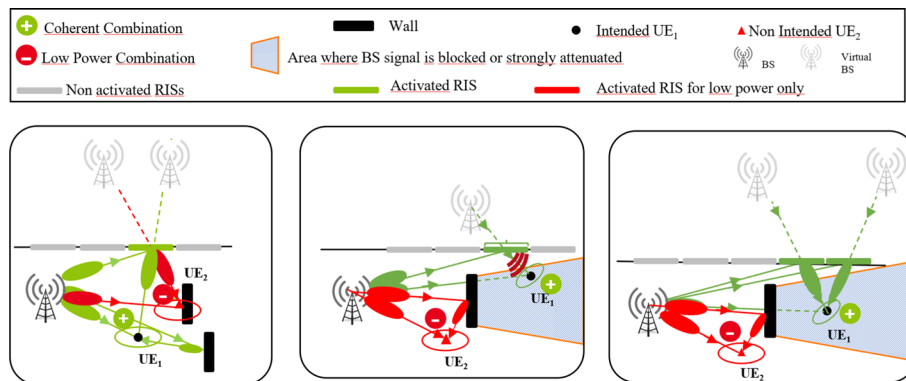 Coherent Combination
Wall
Intended UE1
Non Intended UE2
Low Power Combination
Area where BS signal is blocked or strongly attenuated
BS
Virtual
BS
Non activated RISs
Activated RIS
Activated RIS for low power only
UE2
UE1
UE1
UE2
UE1
UE2